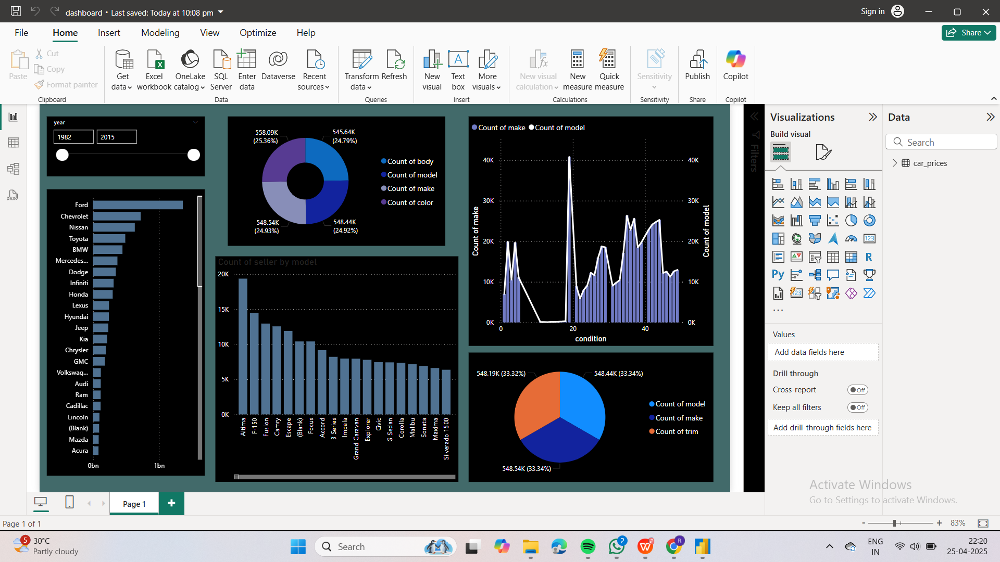 dashboard • Last saved: Today at 10:08 pm
Sign in
File
Home
Insert
Modeling
View
Optimize
Help
Share
Paste
Cut
Copy
Format painter
Clipboard
Get data
Excel workbook
OneLake catalog
SQL Server
Enter data
Dataverse
Recent sources
Data
Transform data
Refresh
Queries
New visual
Text box
More visuals
Insert
New visual calculation
New measure
Quick measure
Calculations
Sensitivity
Sensitivity
Publish
Share
Copilot
Copilot
year
1982
2015
Ford
Chevrolet
Nissan
Toyota
BMW
Mercedes...
Dodge
Infiniti
Honda
Lexus
Hyundai
Jeep
Kia
Chrysler
GMC
Volkswag...
Audi
Ram
Cadillac
Lincoln
(Blank)
Mazda
Acura
0bn
1bn
558.09K (25.36%)
545.64K (24.79%)
548.54K (24.93%)
548.44K (24.92%)
Count of body
Count of model
Count of make
Count of color
Count of seller by model
20K
15K
10K
5K
0K
Altima
F-150
Fusion
Camry
Escape
(Blank)
Focus
Accord
3 Series
Impala
Grand Caravan
Explorer
Civic
G Sedan
Corolla
Malibu
Sonata
Maxima
Silverado 1500
Count of make
Count of model
Count of make
40K
30K
20K
10K
0K
0
20
40
condition
40K
30K
20K
10K
0K
Count of model
548.19K (33.32%)
548.44K (33.34%)
548.54K (33.34%)
Count of model
Count of make
Count of trim
Filters
Visualizations
Build visual
123
R
Py
123
...
Values
Add data fields here
Drill through
Cross-report
Off
Keep all filters
Off
Add drill-through fields here
Data
Search
car_prices
Activate Windows
Go to Settings to activate Windows.
DAX
Page 1
+
Page 1 of 1
-
+
83%
5
30°C
Partly cloudy
Search
2
R
ENG
IN
22:20
25-04-2025